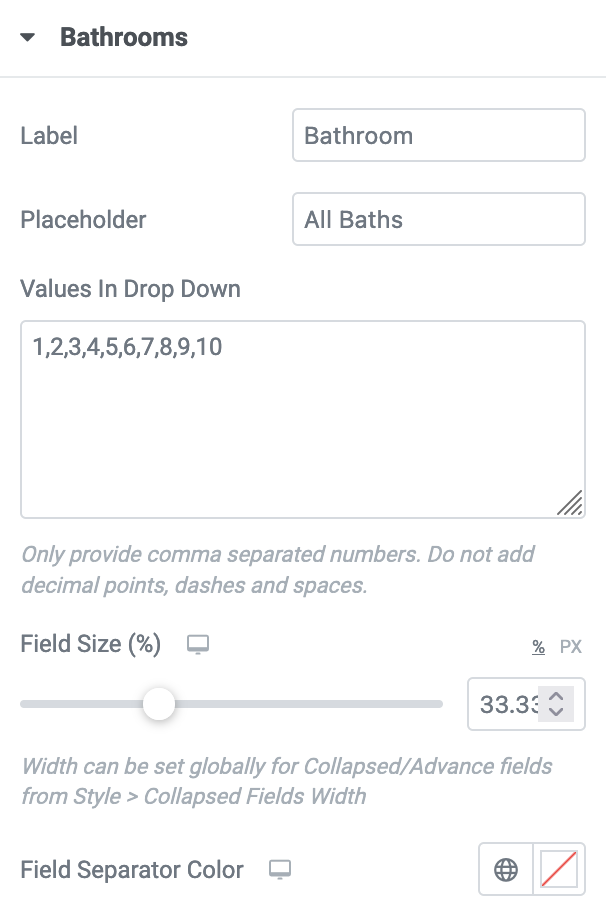 Bathrooms
Label
Bathroom
Placeholder
All Baths
Values In Drop Down
1,2,3,4,5,6,7,8,9,10
Only provide comma separated numbers. Do not add
decimal points, dashes and spaces.
Field Size (%)
% PX
33.33
Width can be set globally for Collapsed/Advance fields
from Style > Collapsed Fields Width
Field Separator Color